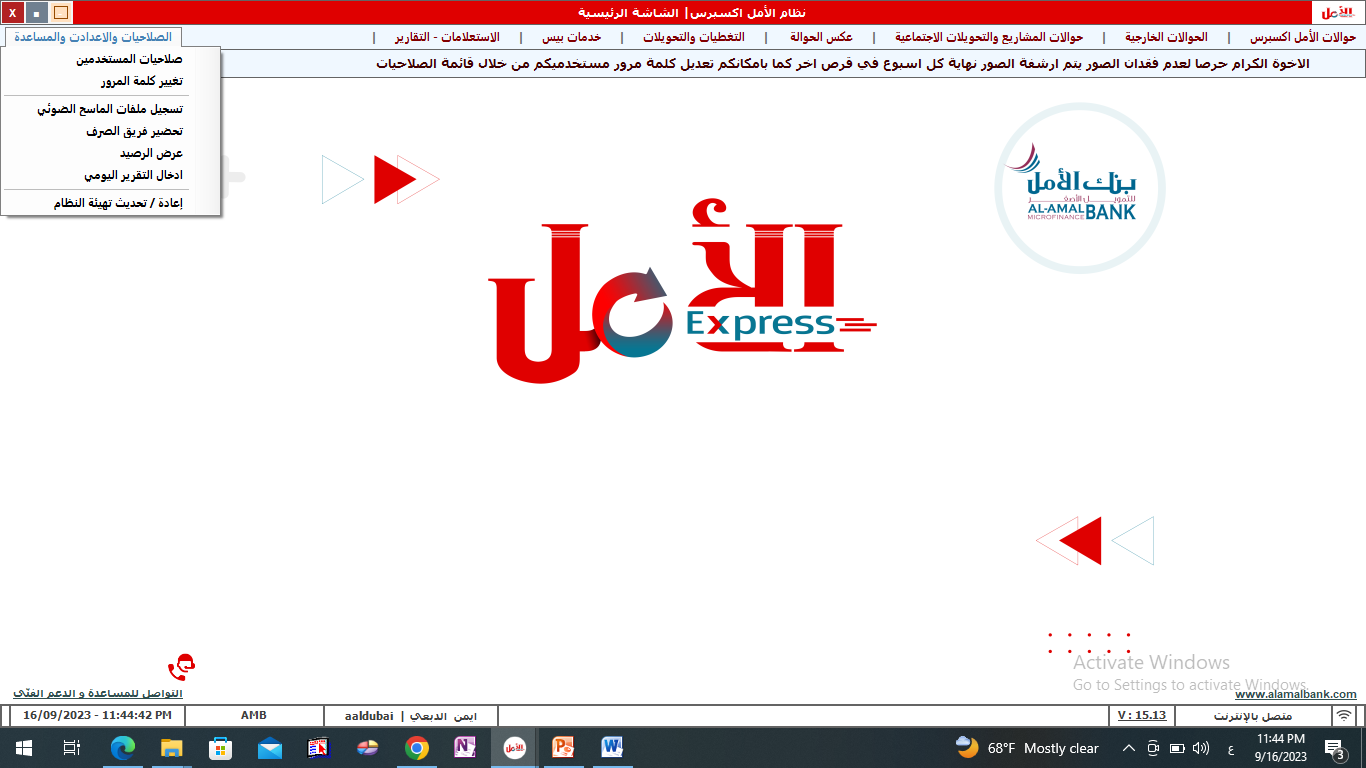 نظام الأمل اكسبرس| الشاشة الرئيسية
الأمل
X
حوالات الأمل اكسبرس | الحوالات الخارجية | حوالات المشاريع والتحويلات الاجتماعية | عكس الحوالة | التغطيات والتحويلات | خدمات بيس | الاستعلامات - التقارير | الصلاحيات والاعدادت والمساعدة
الاخوة الكرام حرصا لعدم فقدان الصور يتم ارشفة الصور نهاية كل اسبوع في قرص اخر كما بامكانكم تعديل كلمة مرور مستخدميكم من خلال قائمة الصلاحيات
صلاحيات المستخدمين
تغيير كلمة المرور
تسجيل ملفات الماسح الضوئي
تحضير فريق الصرف
عرض الرصيد
ادخال التقرير اليومي
إعادة / تحديث تهيئة النظام
بنك الأمل
للتمويل الأصغر
AL-AMAL BANK
MICROFINANCE
الأمل
Express
Activate Windows
Go to Settings to activate Windows.
www.alamalbank.com
التواصل للمساعدة و الدعم الفنّي
16/09/2023 - 11:44:42 PM
AMB
ايمن الدبعي | aaldubai
V : 15.13
متصل بالإنترنت
الأمل
68°F Mostly clear
ع
11:44 PM
9/16/2023
3